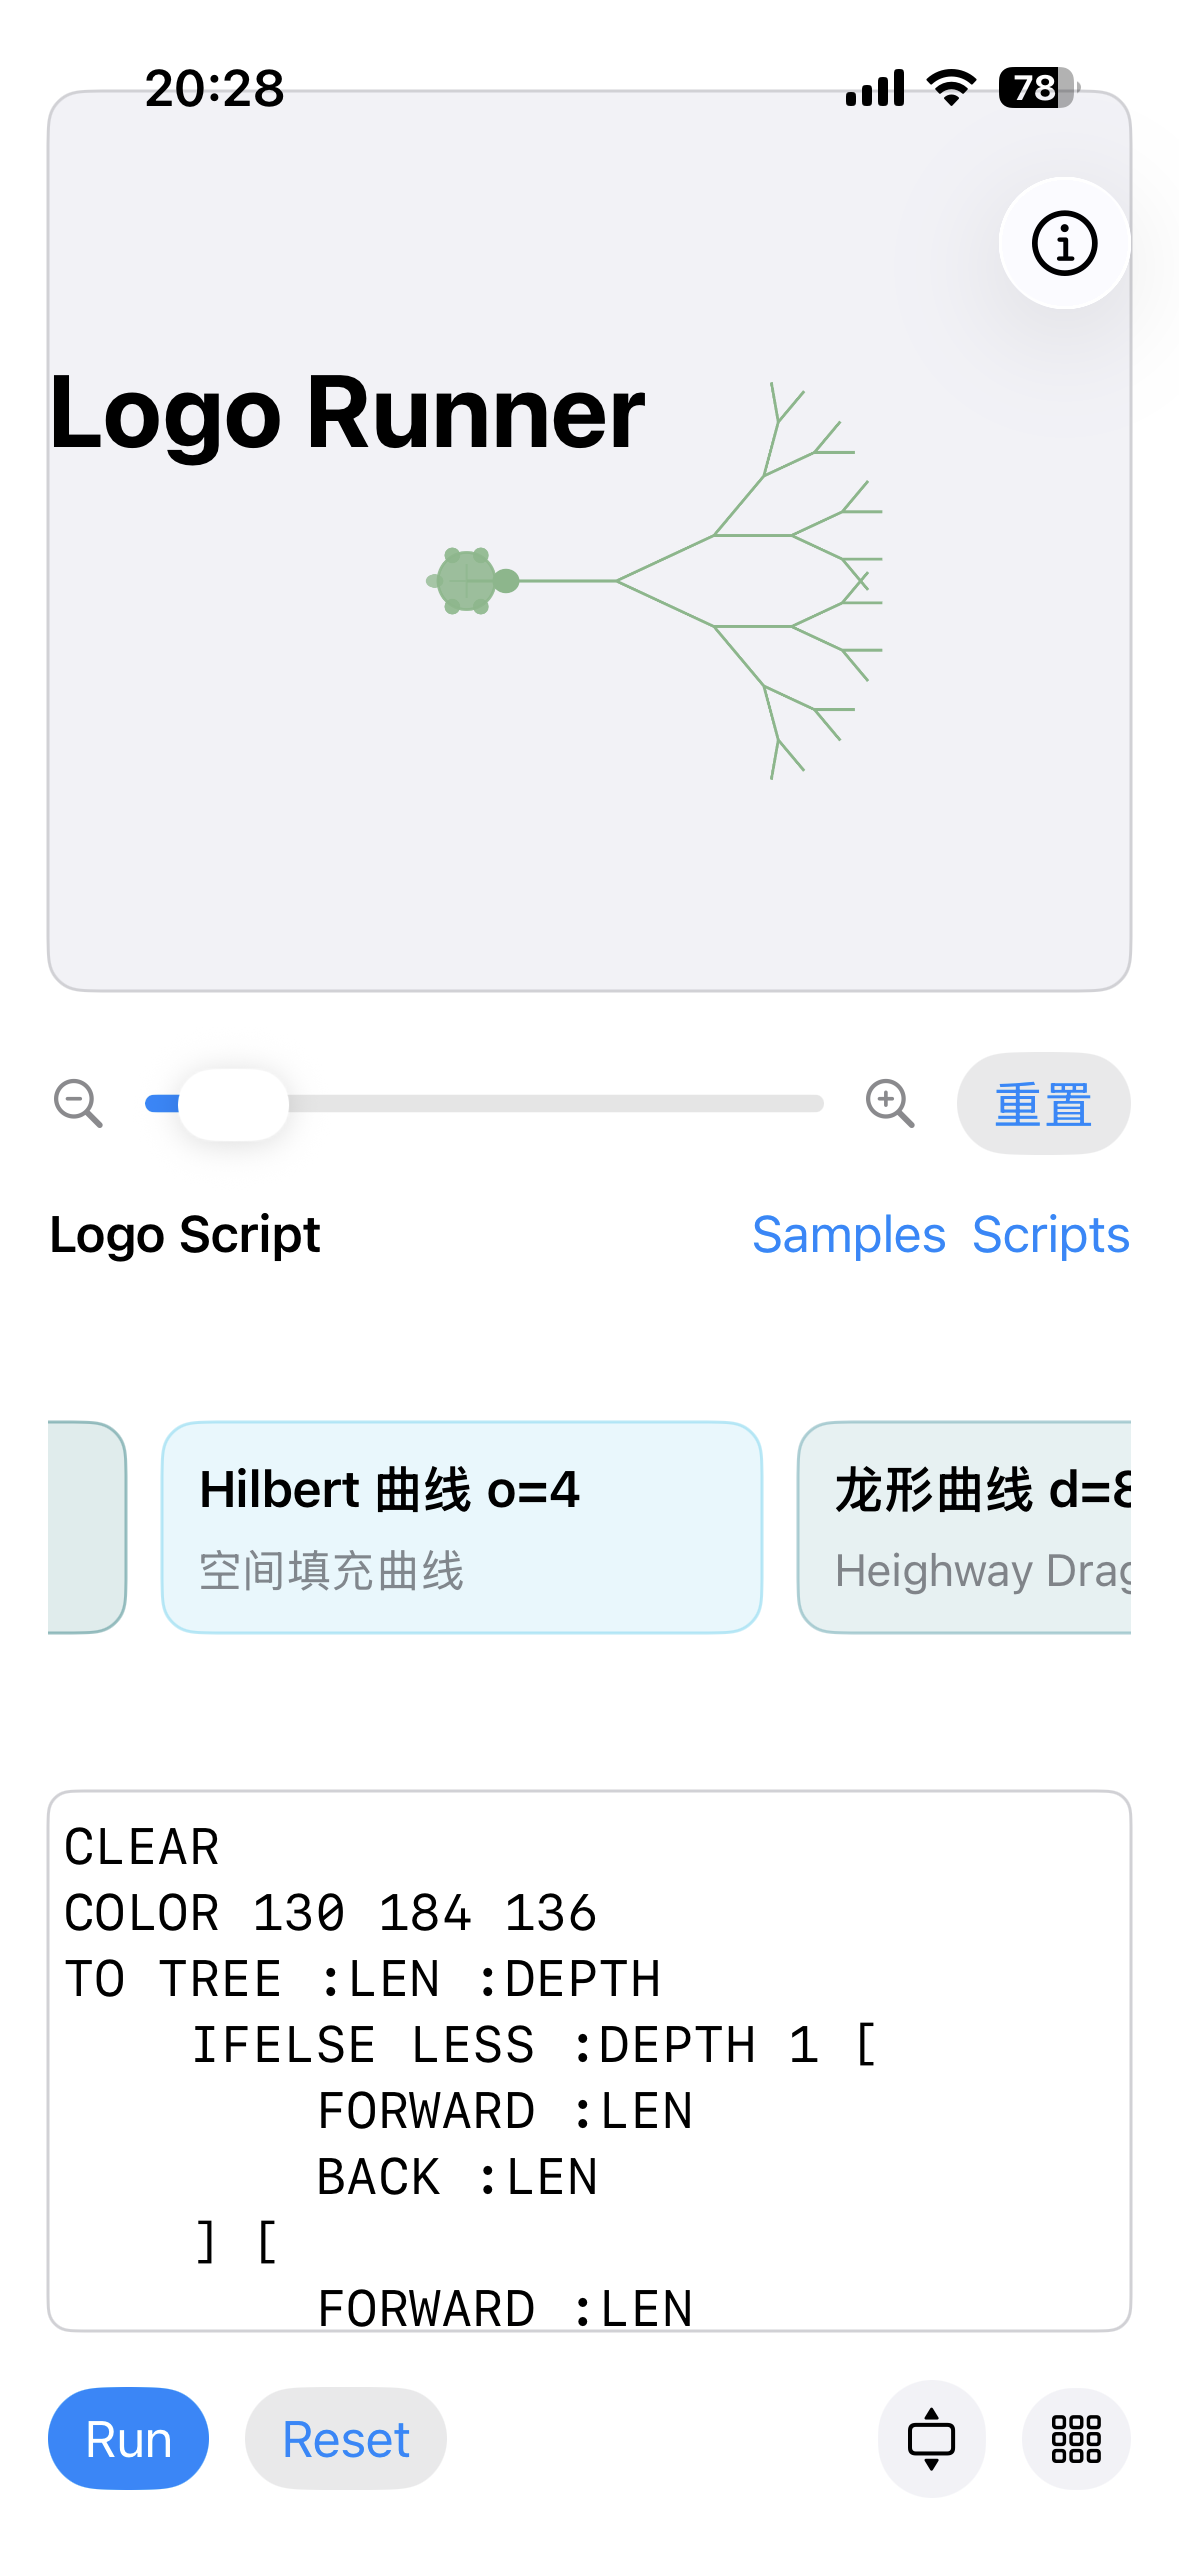 20:28
78
Logo Runner
重置
Logo Script
Samples Scripts
Hilbert 曲线 o=4
空间填充曲线
龙形曲线 d=8
Heighway Drag
CLEAR
COLOR 130 184 136
TO TREE :LEN :DEPTH
IFELSE LESS :DEPTH 1 [
FORWARD :LEN
BACK :LEN
] [
FORWARD :LEN
Run
Reset